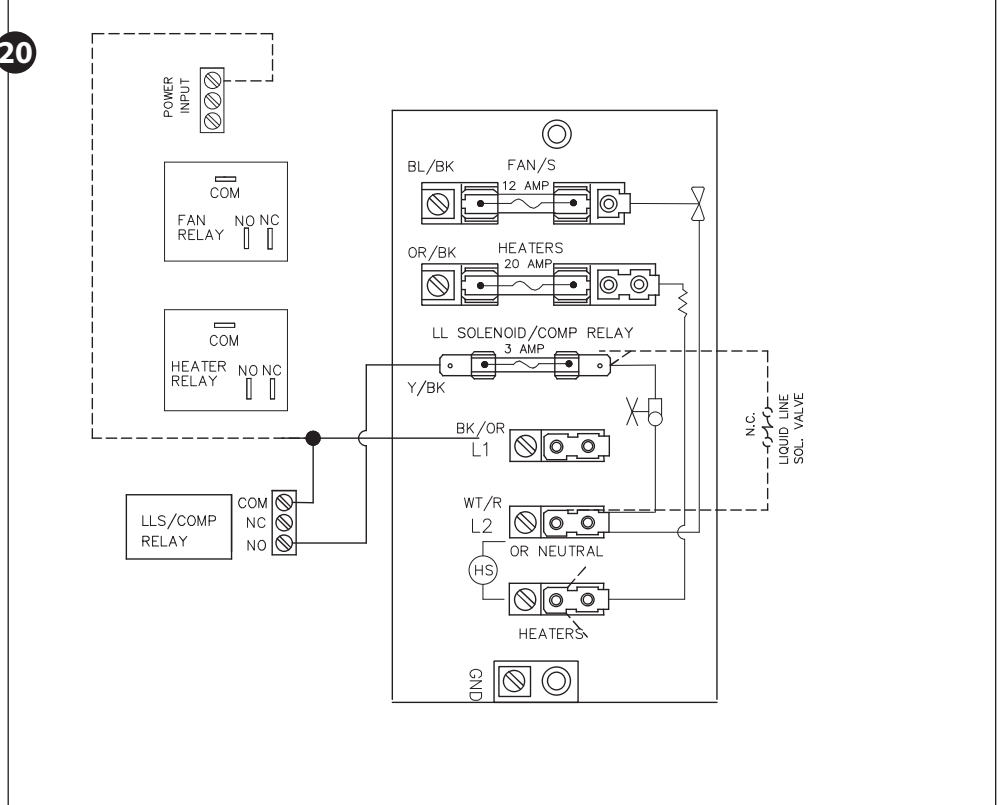 20
POWER
INPUT
COM
FAN
RELAY
NO NC
COM
HEATER
RELAY
NO NC
LLS/COMP
RELAY
COM
NC
NO
BL/BK
FAN/S
12 AMP
OR/BK
HEATERS
20 AMP
LL SOLENOID/COMP RELAY
3 AMP
Y/BK
BK/OR
L1
WT/R
L2
OR NEUTRAL
HS
HEATERS
GND
N.C.
LIQUID LINE
SOL. VALVE